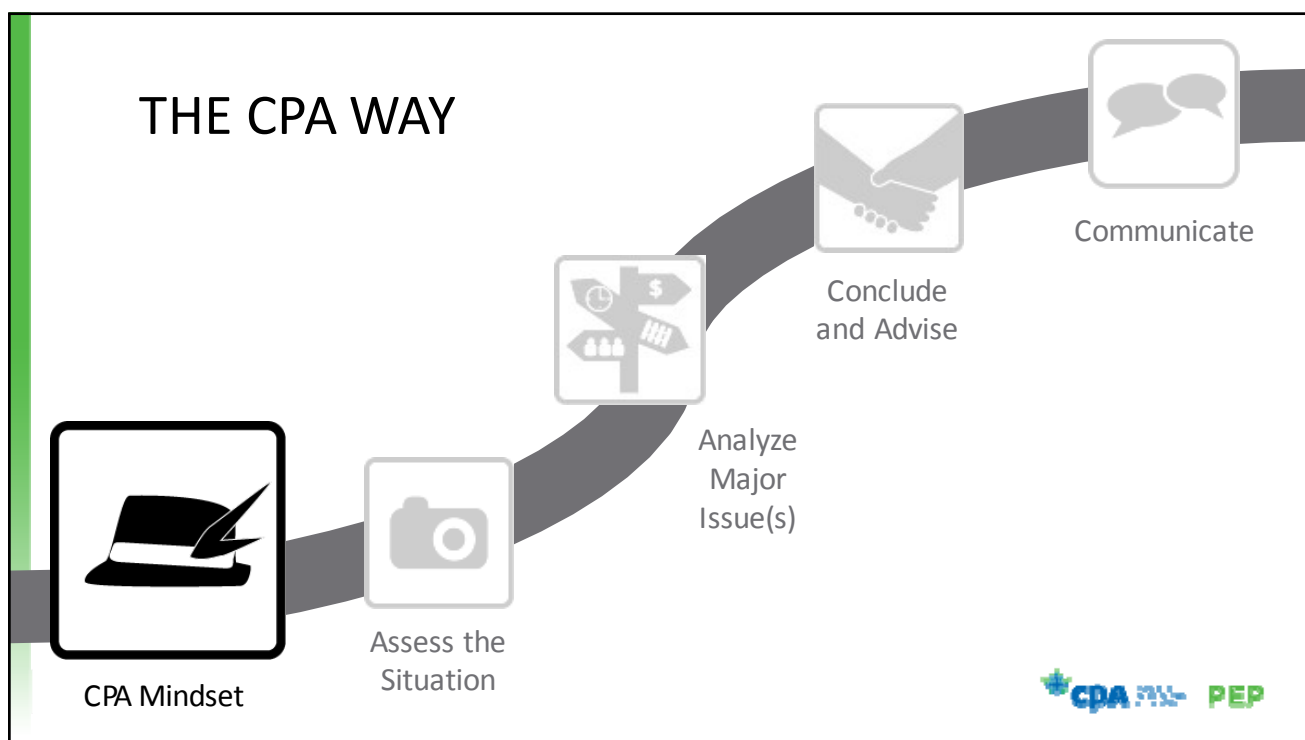 THE CPA WAY
CPA Mindset
Assess the
Situation
Analyze
Major
Issue(s)
$
Conclude
and Advise
Communicate
CPA
PEP